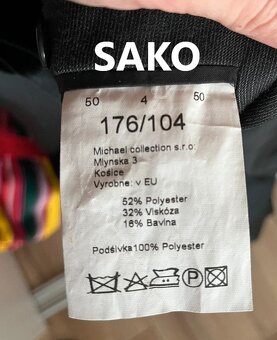 SAKO
50 4 50
176/104
Michael collection s.r.o.
Mlynska 3
Košice
Vyrobne: v EU
52% Polyester
32% Viskóza
16% Bavlna
Podšívka100% Polyester
P